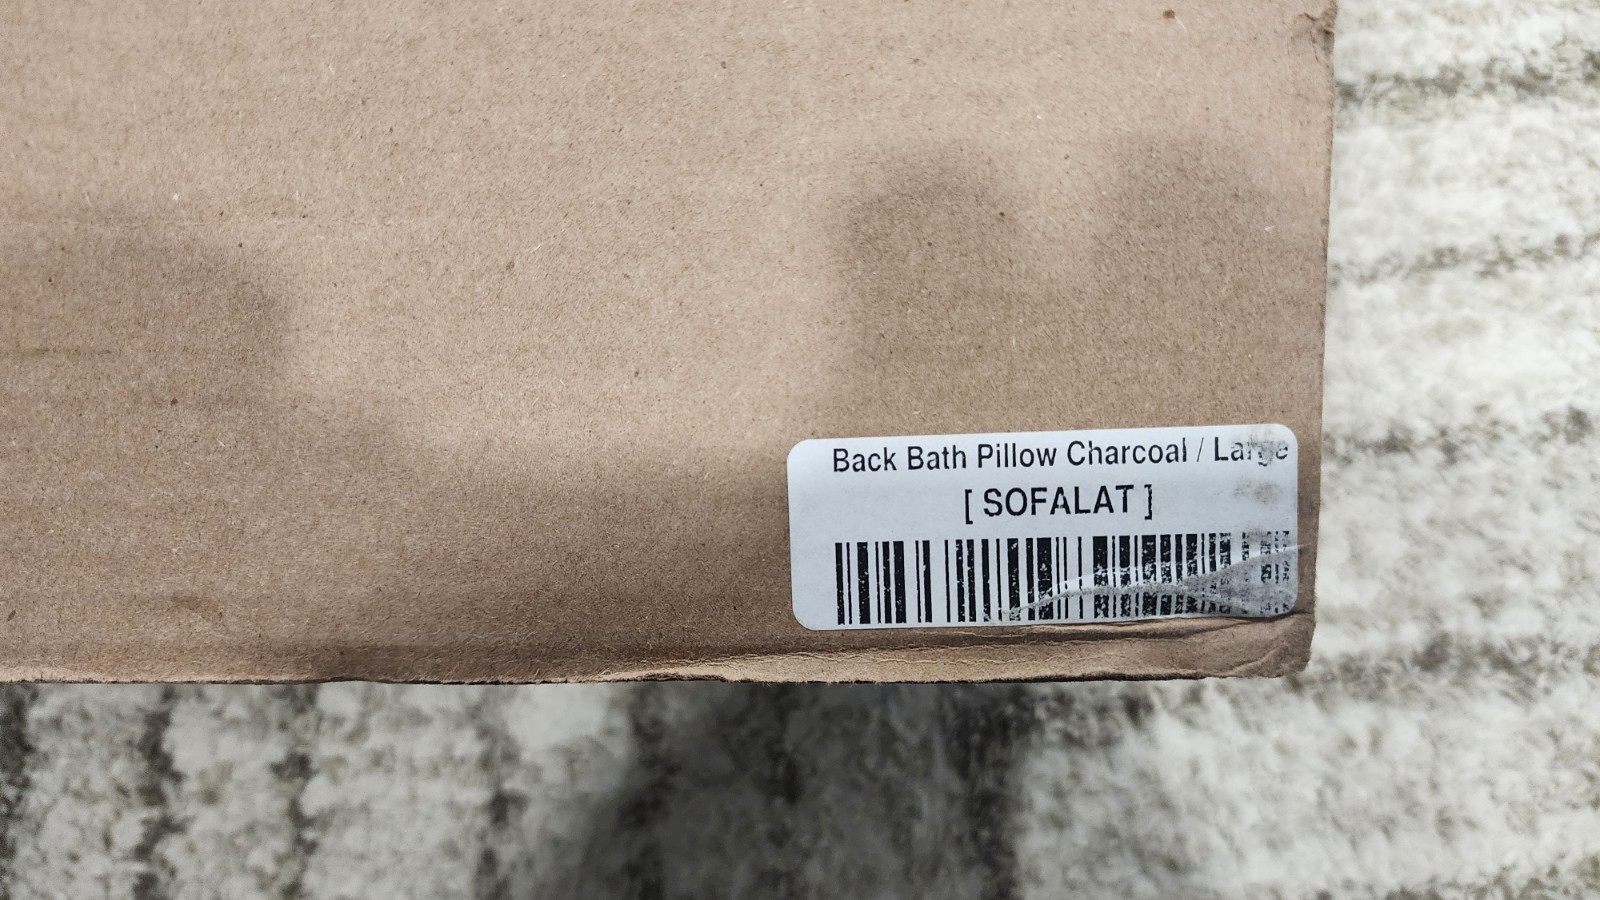 Back Bath Pillow Charcoal / Large
[ SOFALAT ]